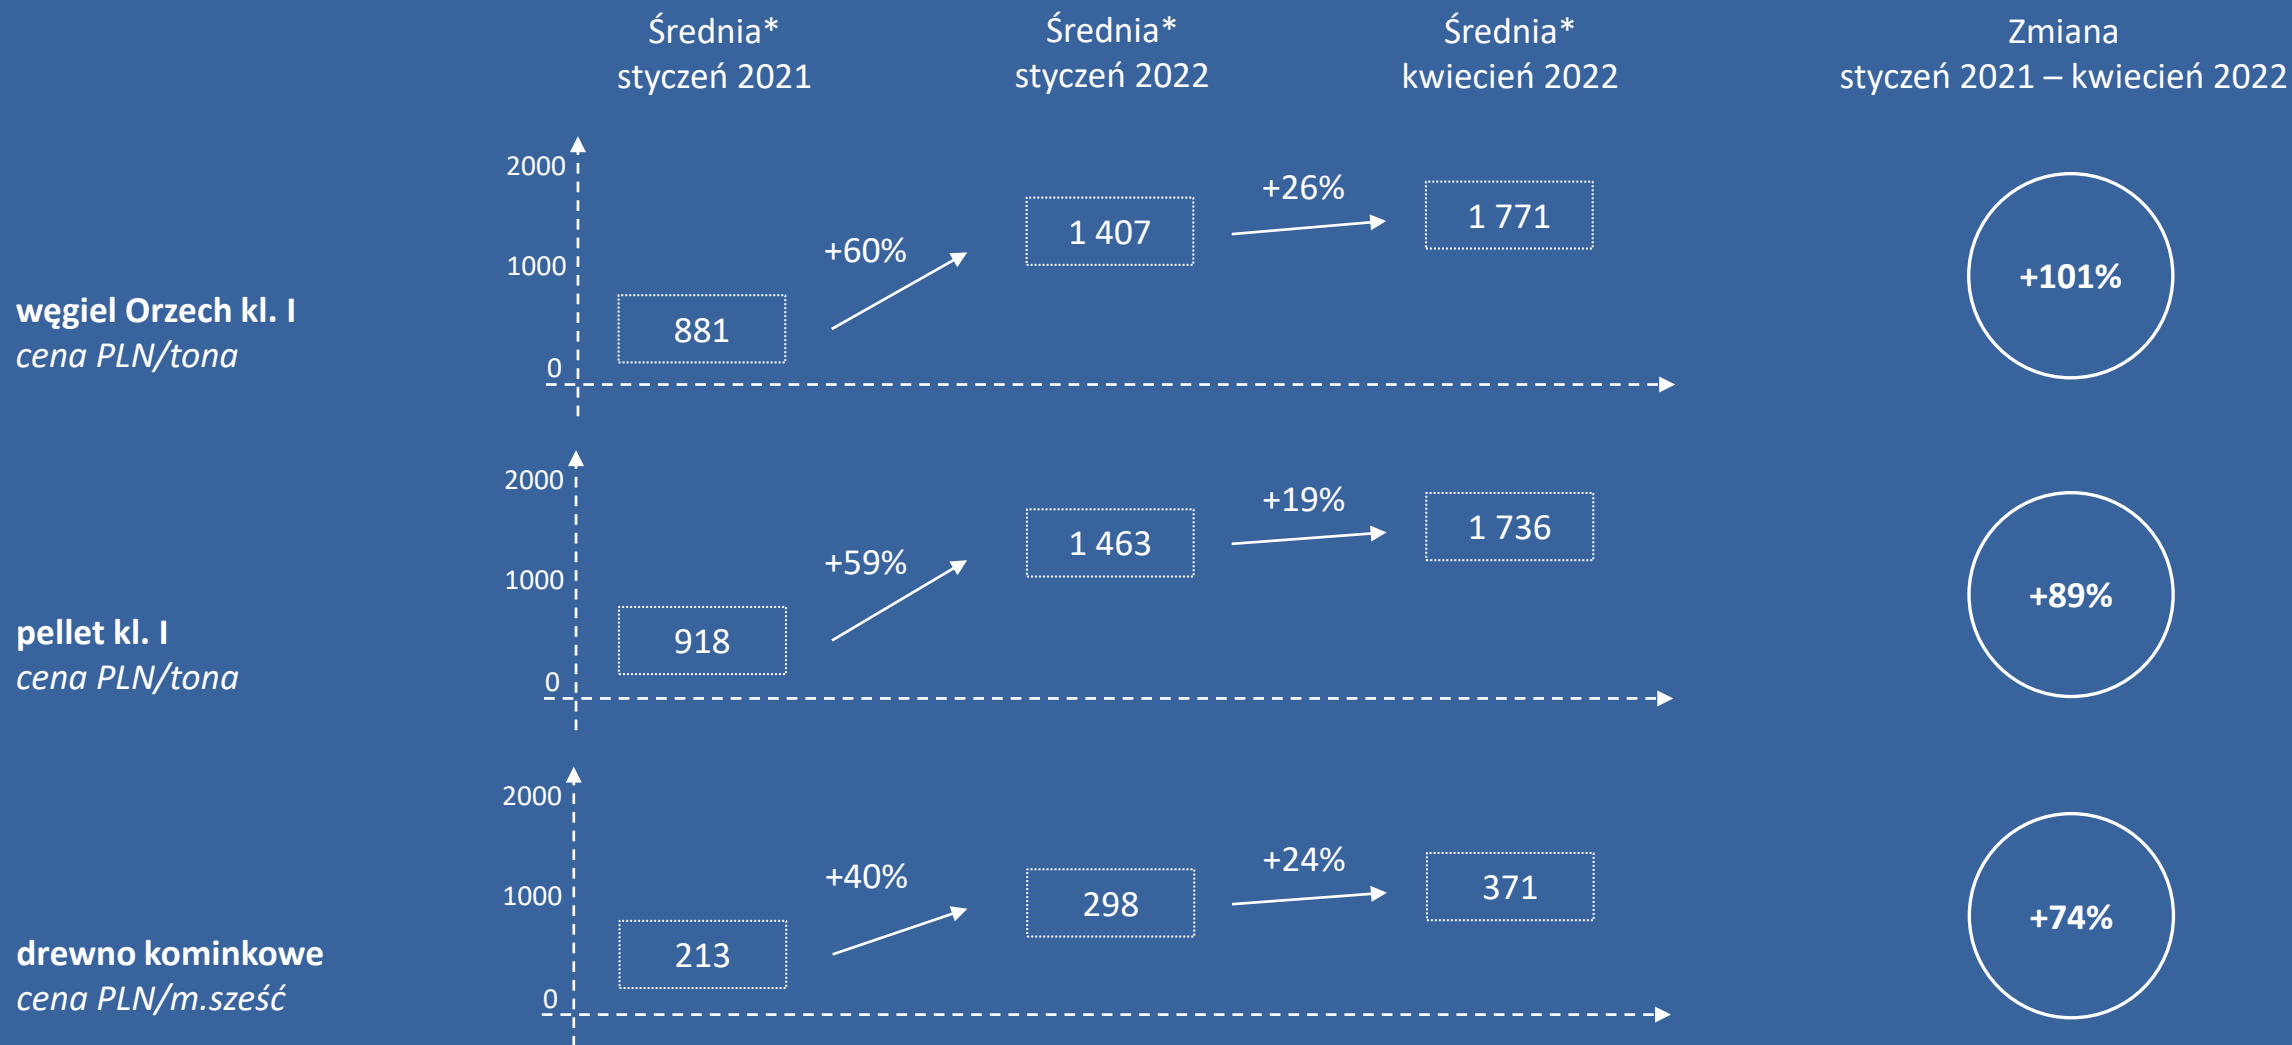 Średnia*
styczeń 2021
Średnia*
styczeń 2022
Średnia*
kwiecień 2022
Zmiana
styczeń 2021 – kwiecień 2022
węgiel Orzech kl. I
cena PLN/tona
2000
1000
0
881
+60%
1 407
+26%
1 771
+101%
pellet kl. I
cena PLN/tona
2000
1000
0
918
+59%
1 463
+19%
1 736
+89%
drewno kominkowe
cena PLN/m.sześć
2000
1000
0
213
+40%
298
+24%
371
+74%